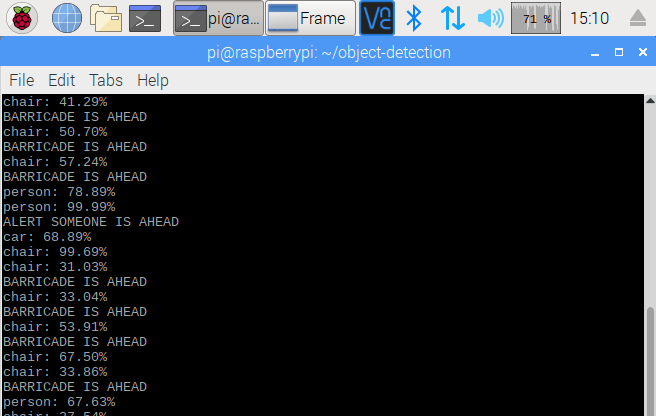 pi@ra...
Frame
71 %
15:10
pi@raspberrypi: ~/object-detection
File Edit Tabs Help
chair: 41.29%
BARRICADE IS AHEAD
chair: 50.70%
BARRICADE IS AHEAD
chair: 57.24%
BARRICADE IS AHEAD
person: 78.89%
person: 99.99%
ALERT SOMEONE IS AHEAD
car: 68.89%
chair: 99.69%
chair: 31.03%
BARRICADE IS AHEAD
chair: 33.04%
BARRICADE IS AHEAD
chair: 53.91%
BARRICADE IS AHEAD
chair: 67.50%
chair: 33.86%
BARRICADE IS AHEAD
person: 67.63%
chair: 37.54%